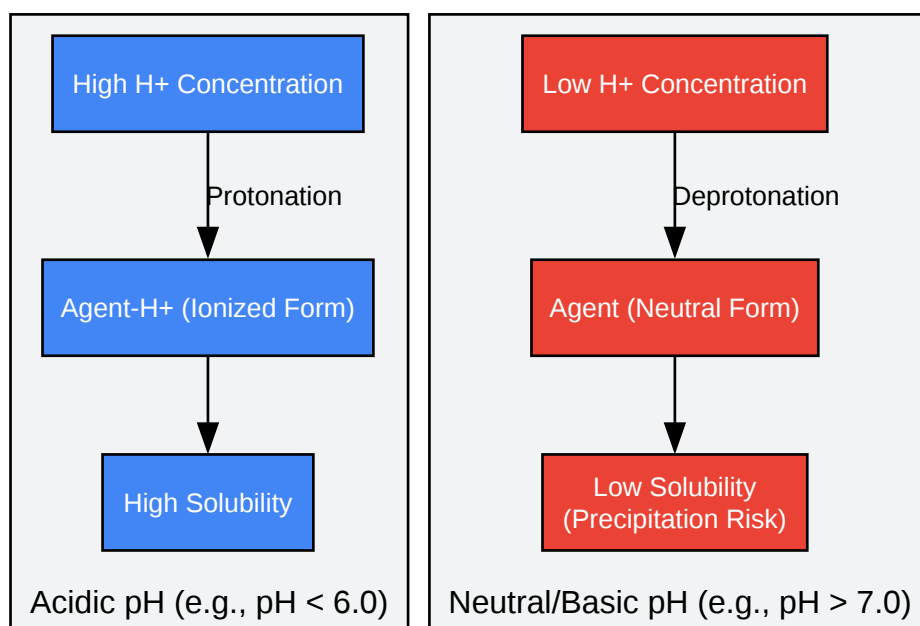 High H+ Concentration
Protonation
Agent-H+ (Ionized Form)
High Solubility
Acidic pH (e.g., pH < 6.0)
Low H+ Concentration
Deprotonation
Agent (Neutral Form)
Low Solubility
(Precipitation Risk)
Neutral/Basic pH (e.g., pH > 7.0)